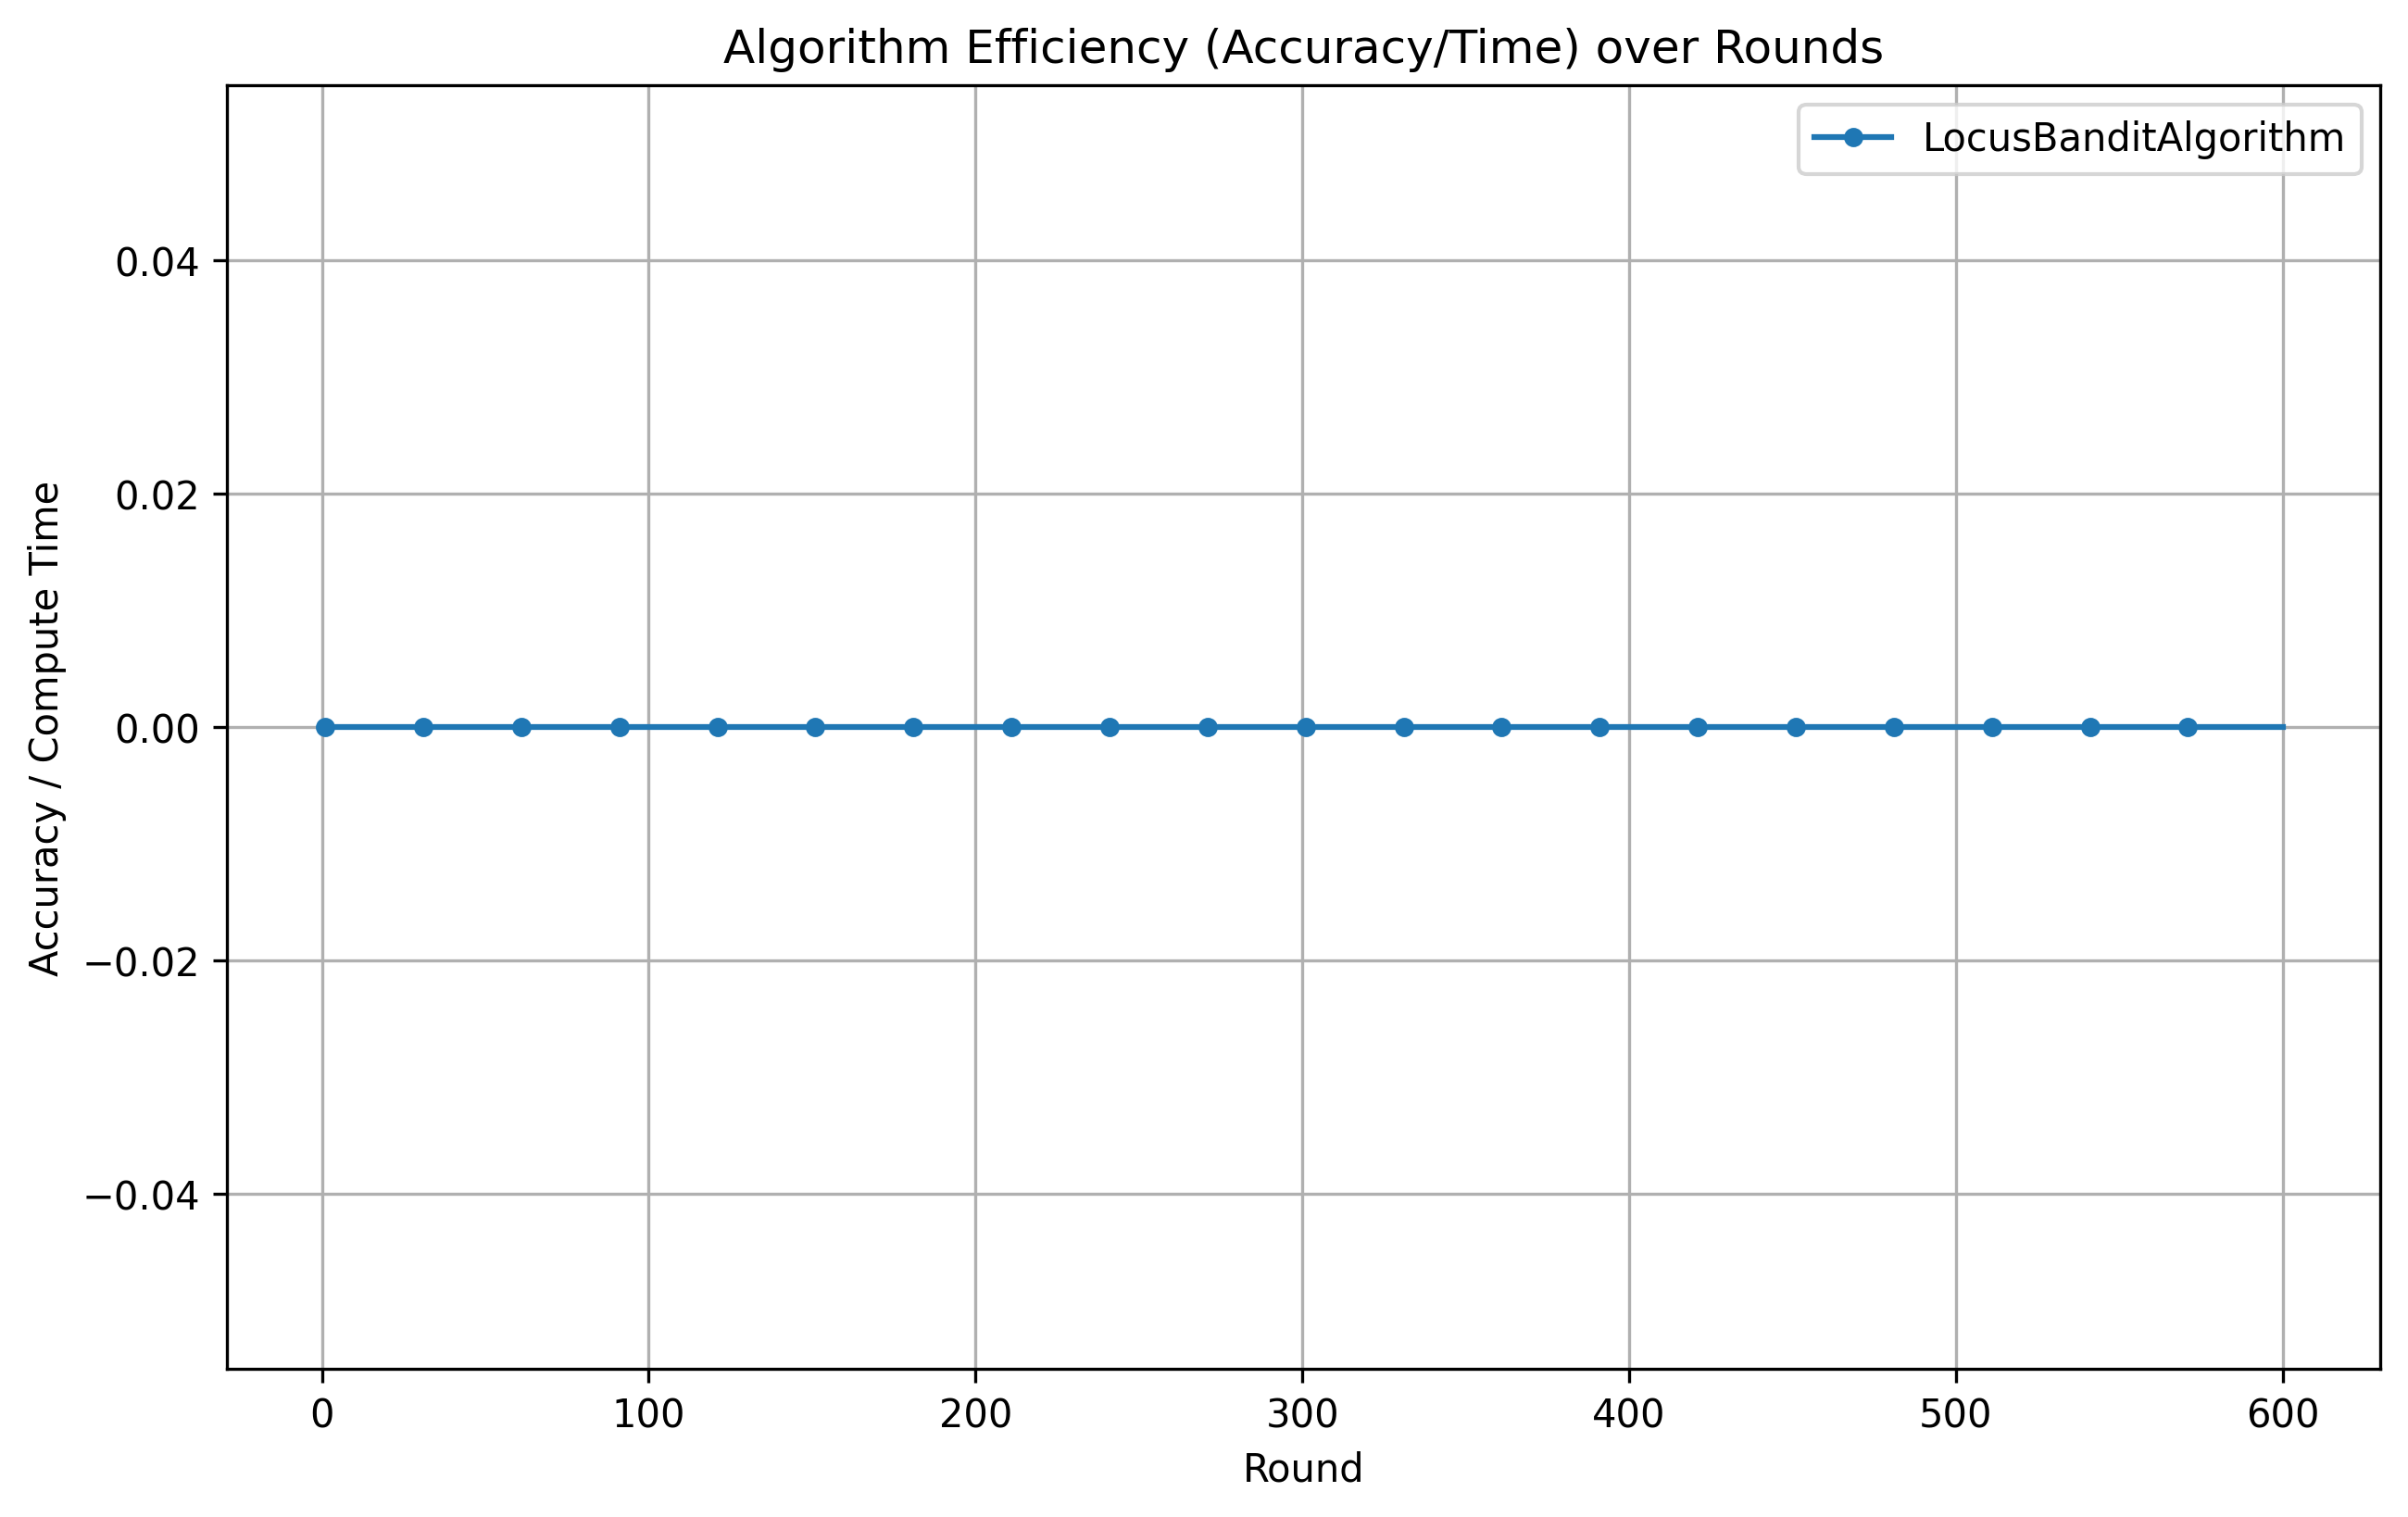 Algorithm Efficiency (Accuracy/Time) over Rounds
LocusBanditAlgorithm
Accuracy / Compute Time
0.04
0.02
0.00
−0.02
−0.04
0 100 200 300 400 500 600
Round